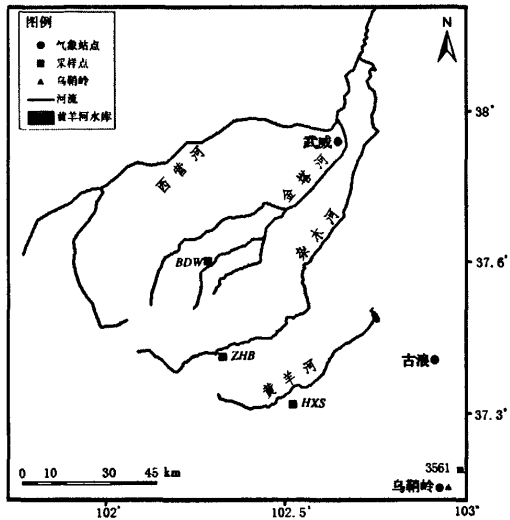 图例
气象站点
采样点
乌鞘岭
河流
黄羊河水库
N
38
武威
西营河
金塔河
杂木河
BDW
37.6
ZHB
古浪
黄羊河
HXS
37.3
3561
0 10 30 45 km
乌鞘岭
102
102.5
103